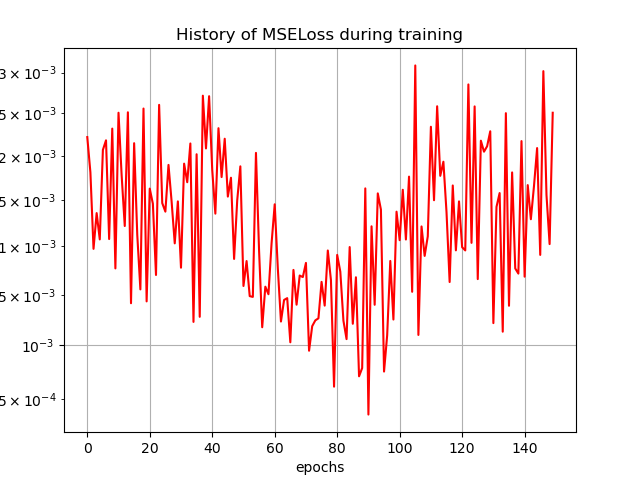 History of MSELoss during training
3 × 10⁻³
5 × 10⁻³
2 × 10⁻³
5 × 10⁻³
1 × 10⁻³
5 × 10⁻³
10⁻³
5 × 10⁻⁴
0 20 40 60 80 100 120 140
epochs